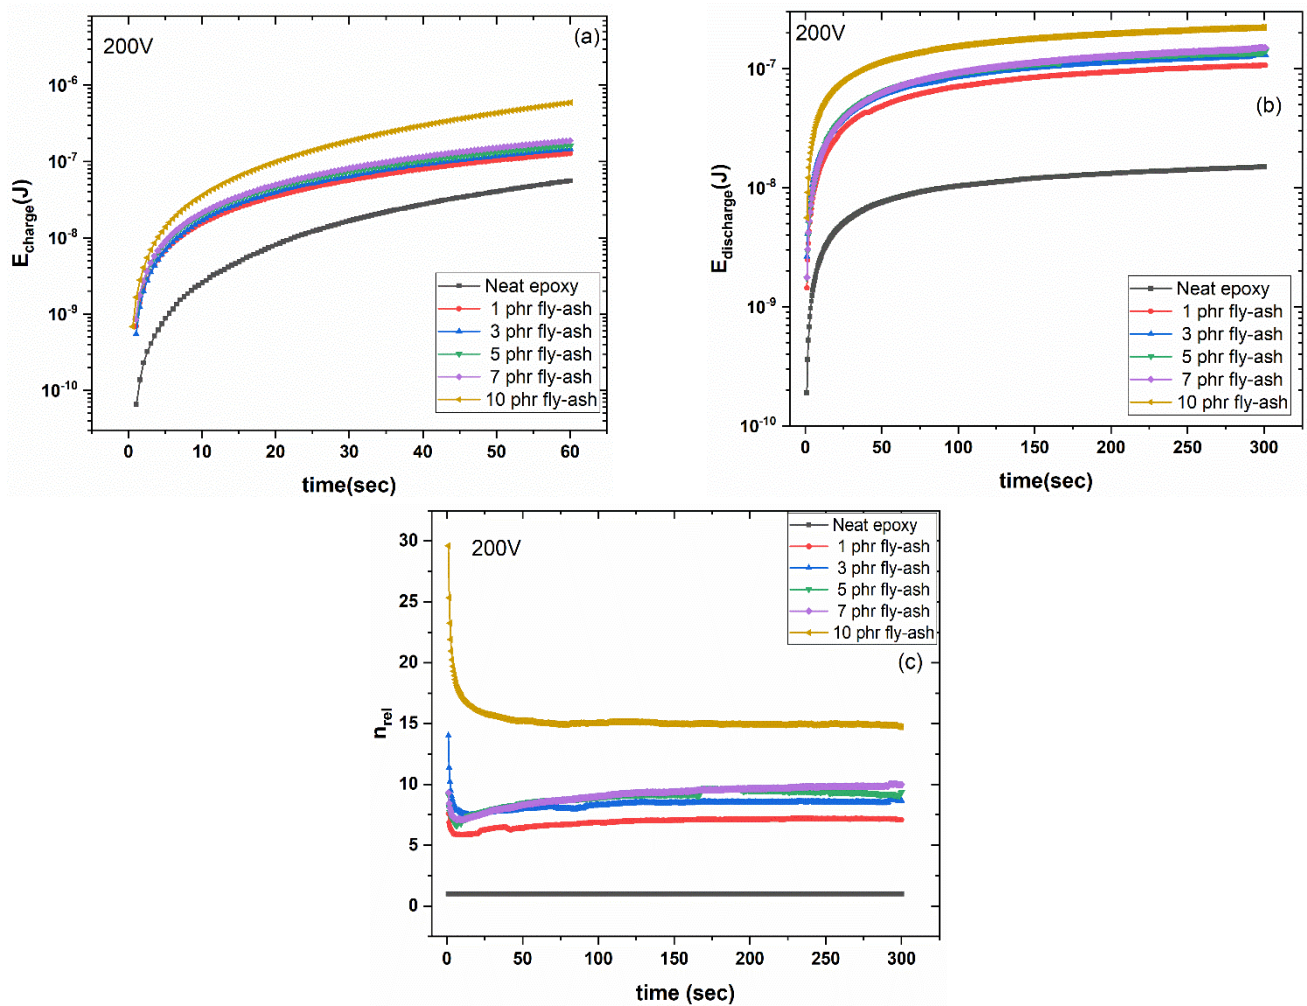 200V
(a)
E_charge(J)
10^-6
10^-7
10^-8
10^-9
10^-10
Neat epoxy
1 phr fly-ash
3 phr fly-ash
5 phr fly-ash
7 phr fly-ash
10 phr fly-ash
0 10 20 30 40 50 60
time(sec)
200V
(b)
E_discharge(J)
10^-7
10^-8
10^-9
10^-10
Neat epoxy
1 phr fly-ash
3 phr fly-ash
5 phr fly-ash
7 phr fly-ash
10 phr fly-ash
0 50 100 150 200 250 300
time(sec)
200V
(c)
n_rel
30
25
20
15
10
5
0
Neat epoxy
1 phr fly-ash
3 phr fly-ash
5 phr fly-ash
7 phr fly-ash
10 phr fly-ash
0 50 100 150 200 250 300
time (sec)